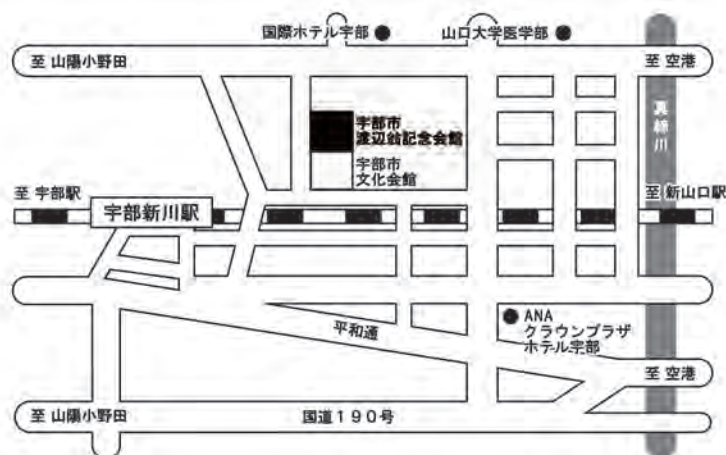 国際ホテル宇部
山口大学医学部
至 山陽小野田
至 空港
真締川
宇部市
渡辺翁記念会館
宇部市
文化会館
至 宇部駅
宇部新川駅
至 新山口駅
平和通
ANA
クラウンプラザ
ホテル宇部
至 空港
至 山陽小野田
国道190号